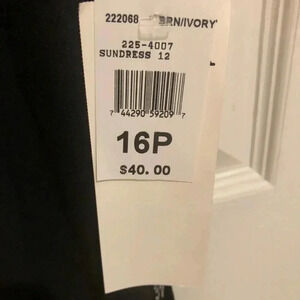 222068 BRN/IVORY
225-4007
SUNDRESS 12
7 44290 59209 7
16P
$40.00